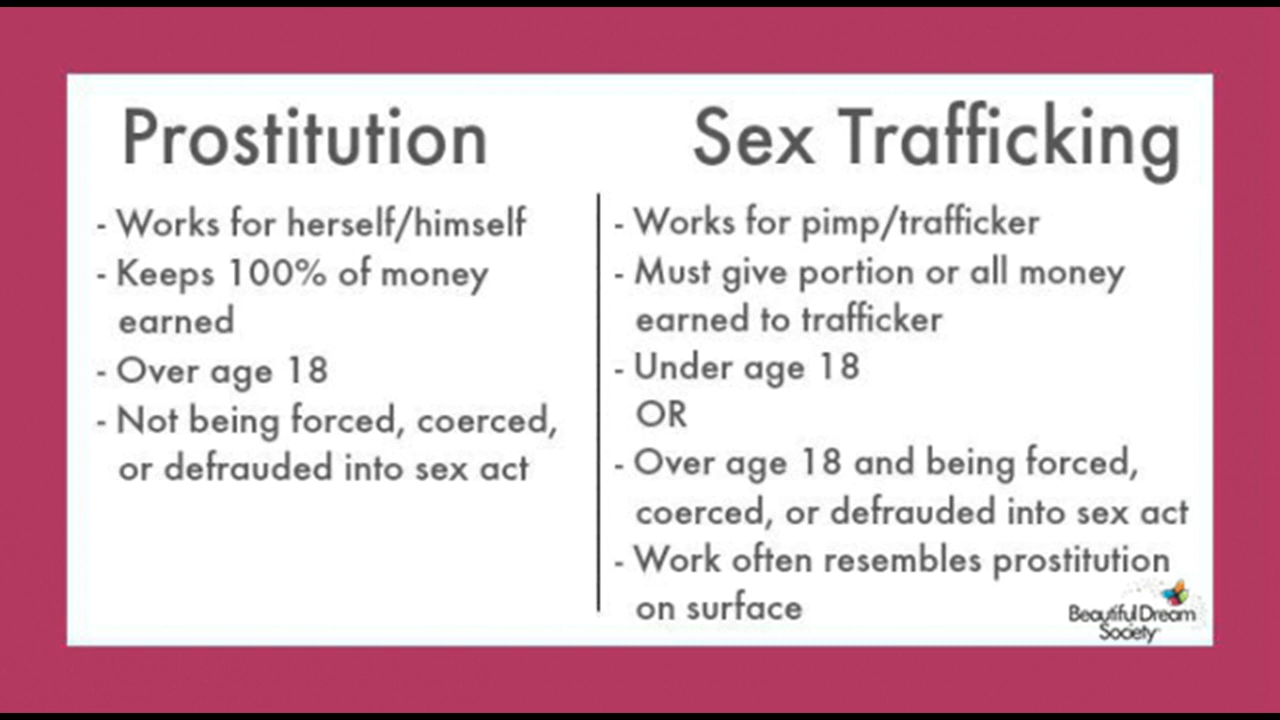 Prostitution
- Works for herself/himself
- Keeps 100% of money
earned
- Over age 18
- Not being forced, coerced,
or defrauded into sex act
Sex Trafficking
- Works for pimp/trafficker
- Must give portion or all money
earned to trafficker
- Under age 18
OR
- Over age 18 and being forced,
coerced, or defrauded into sex act
- Work often resembles prostitution
on surface
Beautiful Dream
Society